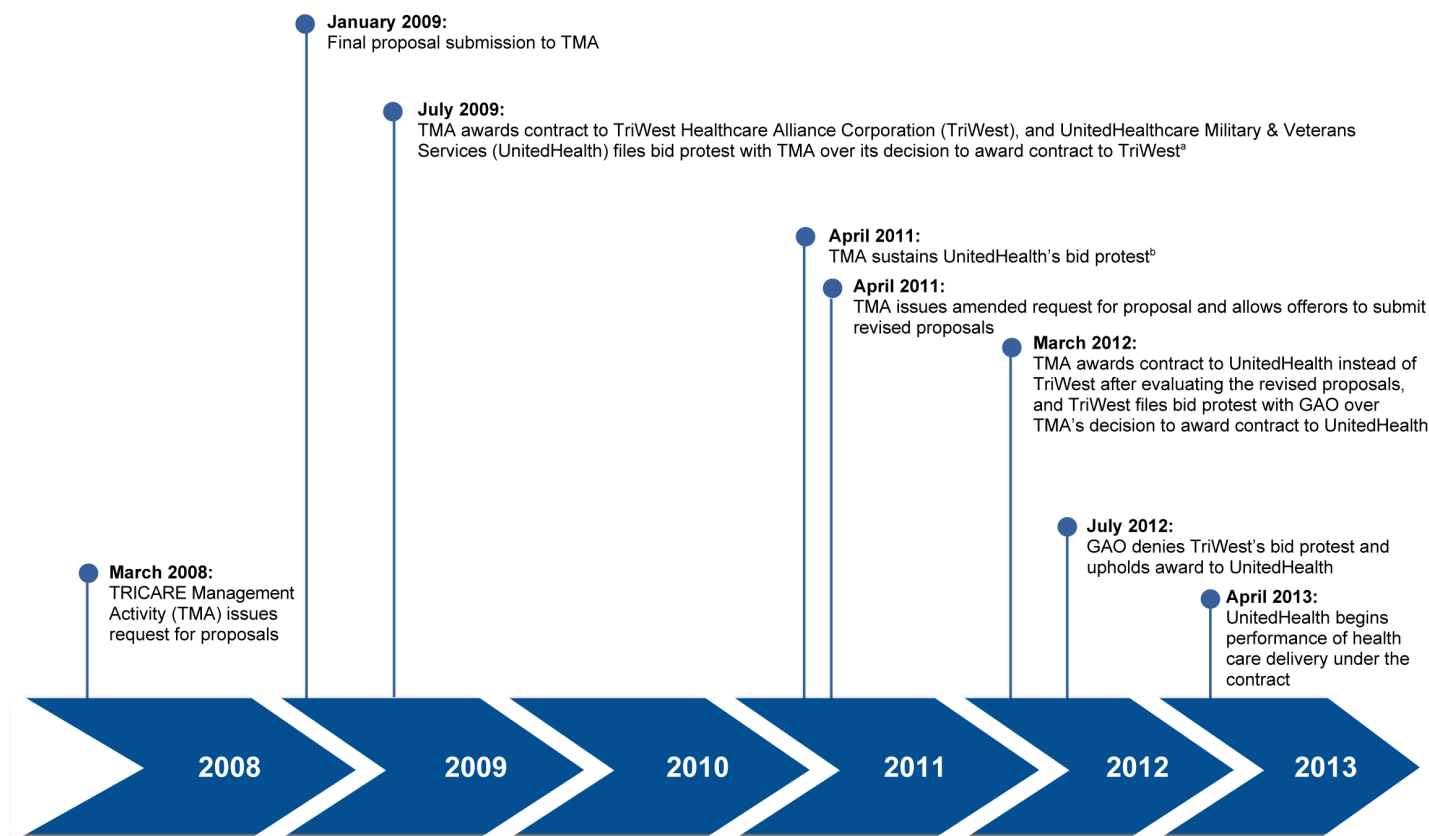 January 2009:
Final proposal submission to TMA
July 2009:
TMA awards contract to TriWest Healthcare Alliance Corporation (TriWest), and UnitedHealthcare Military & Veterans
Services (UnitedHealth) files bid protest with TMA over its decision to award contract to TriWestᵃ
April 2011:
TMA sustains UnitedHealth’s bid protestᵇ
April 2011:
TMA issues amended request for proposal and allows offerors to submit
revised proposals
March 2012:
TMA awards contract to UnitedHealth instead of
TriWest after evaluating the revised proposals,
and TriWest files bid protest with GAO over
TMA’s decision to award contract to UnitedHealth
July 2012:
GAO denies TriWest’s bid protest and
upholds award to UnitedHealth
March 2008:
TRICARE Management
Activity (TMA) issues
request for proposals
April 2013:
UnitedHealth begins
performance of health
care delivery under the
contract
2008
2009
2010
2011
2012
2013